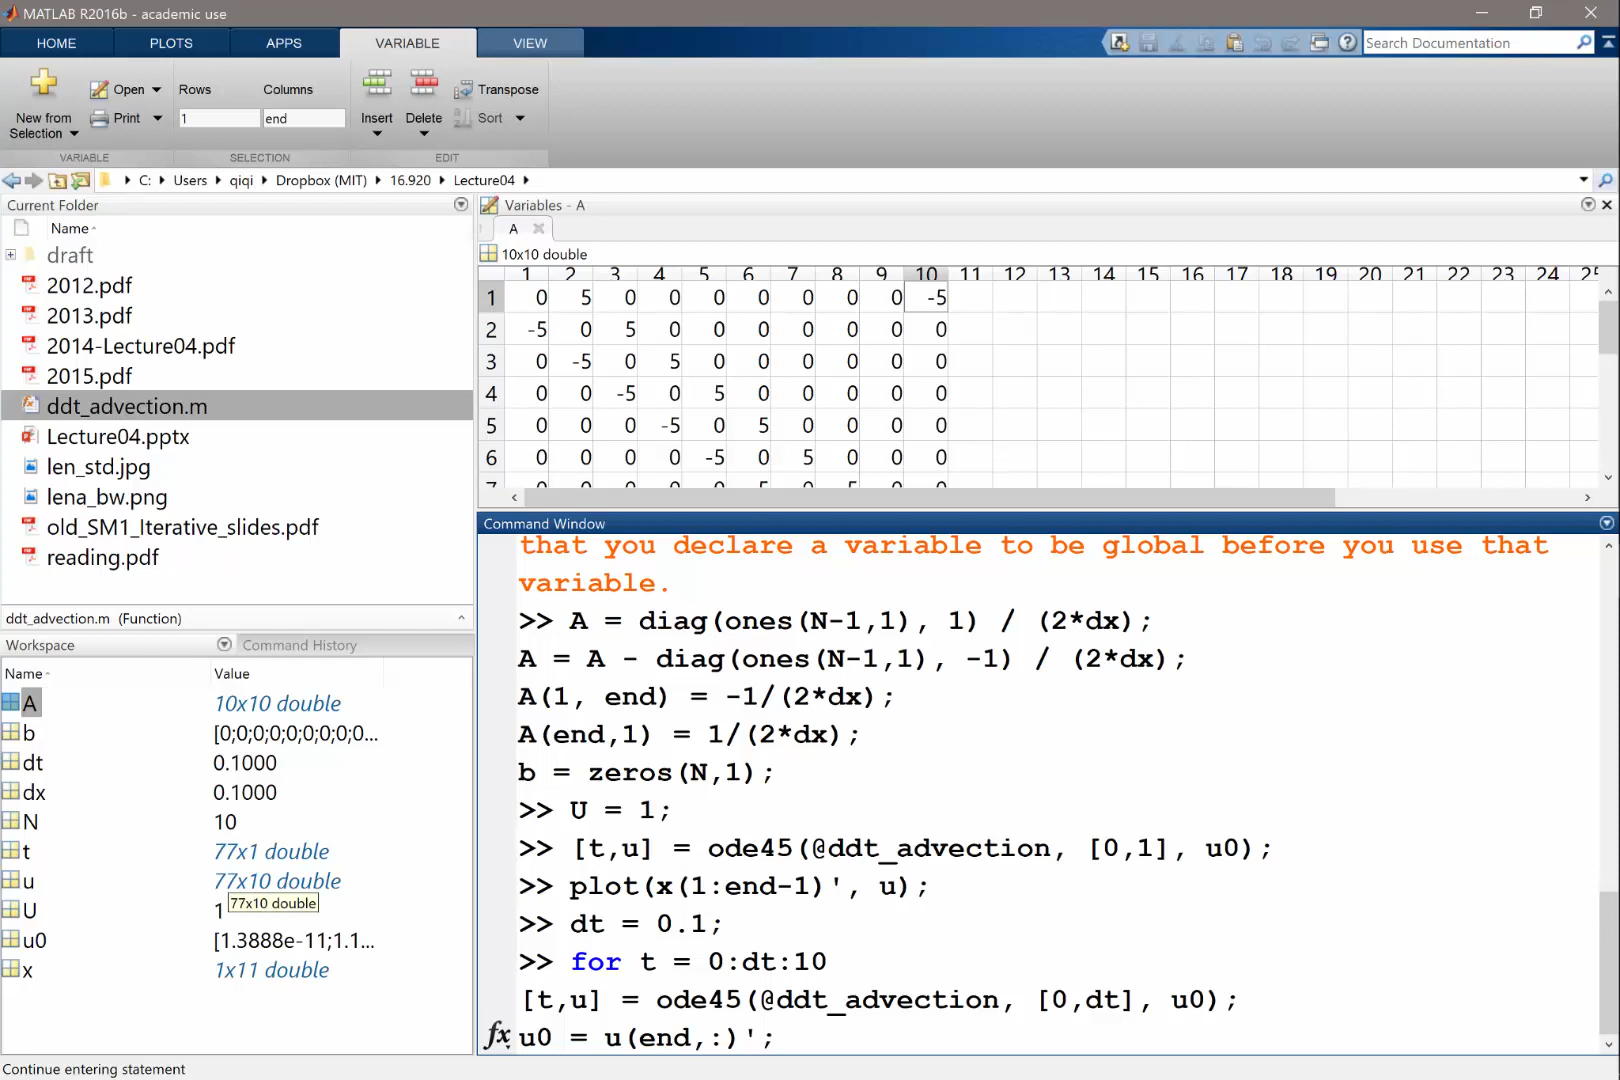 MATLAB R2016b - academic use
HOME PLOTS APPS VARIABLE VIEW
Search Documentation
New from Selection
Open
Print
Rows Columns
1 end
Insert Delete
Transpose
Sort
VARIABLE SELECTION EDIT
C: Users qiqi Dropbox (MIT) 16.920 Lecture04
Current Folder
Name
draft
2012.pdf
2013.pdf
2014-Lecture04.pdf
2015.pdf
ddt_advection.m
Lecture04.pptx
len_std.jpg
lena_bw.png
old_SM1_Iterative_slides.pdf
reading.pdf
ddt_advection.m (Function)
Workspace Command History
Name Value
A 10x10 double
b [0;0;0;0;0;0;0;0;0...
dt 0.1000
dx 0.1000
N 10
t 77x1 double
u 77x10 double
77x10 double
U 1
u0 [1.3888e-11;1.1...
x 1x11 double
Continue entering statement
Variables - A
A
10x10 double
1 2 3 4 5 6 7 8 9 10 11 12 13 14 15 16 17 18 19 20 21 22 23 24
1 0 5 0 0 0 0 0 0 0 -5
2 -5 0 5 0 0 0 0 0 0 0
3 0 -5 0 5 0 0 0 0 0 0
4 0 0 -5 0 5 0 0 0 0 0
5 0 0 0 -5 0 5 0 0 0 0
6 0 0 0 0 -5 0 5 0 0 0
Command Window
that you declare a variable to be global before you use that
variable.
>> A = diag(ones(N-1,1), 1) / (2*dx);
A = A - diag(ones(N-1,1), -1) / (2*dx);
A(1, end) = -1/(2*dx);
A(end,1) = 1/(2*dx);
b = zeros(N,1);
>> U = 1;
>> [t,u] = ode45(@ddt_advection, [0,1], u0);
>> plot(x(1:end-1)', u);
>> dt = 0.1;
>> for t = 0:dt:10
[t,u] = ode45(@ddt_advection, [0,dt], u0);
fx u0 = u(end,:)';